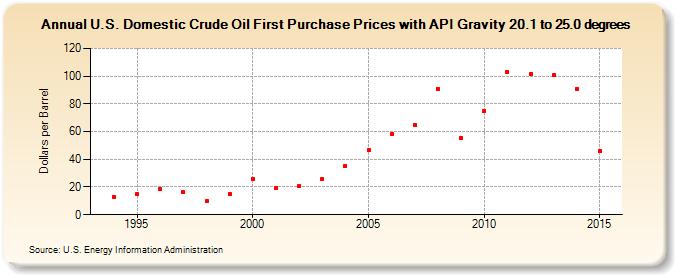 Annual U.S. Domestic Crude Oil First Purchase Prices with API Gravity 20.1 to 25.0 degrees
Dollars per Barrel
120
100
80
60
40
20
0
1995 2000 2005 2010 2015
Source: U.S. Energy Information Administration